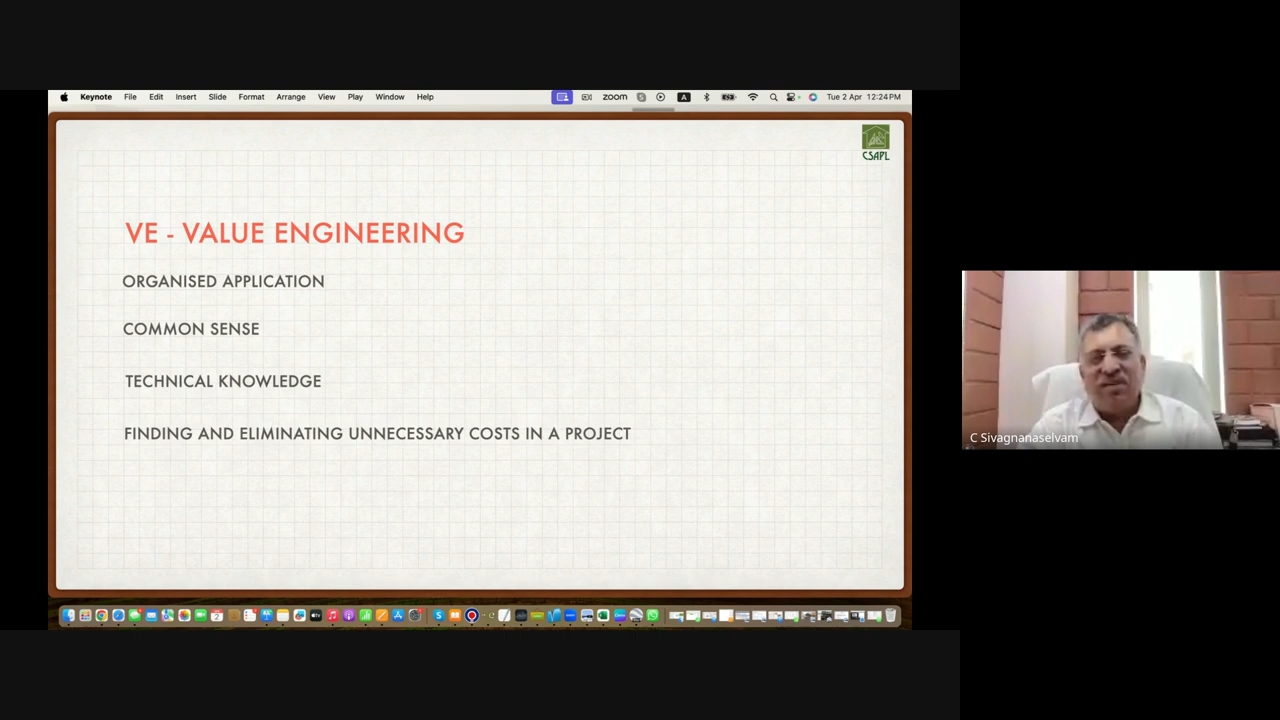 Keynote File Edit Insert Slide Format Arrange View Play Window Help zoom A Tue 2 Apr 12:24 PM
CSAPL
VE - VALUE ENGINEERING
ORGANISED APPLICATION
COMMON SENSE
TECHNICAL KNOWLEDGE
FINDING AND ELIMINATING UNNECESSARY COSTS IN A PROJECT
C Sivagnanaselvam